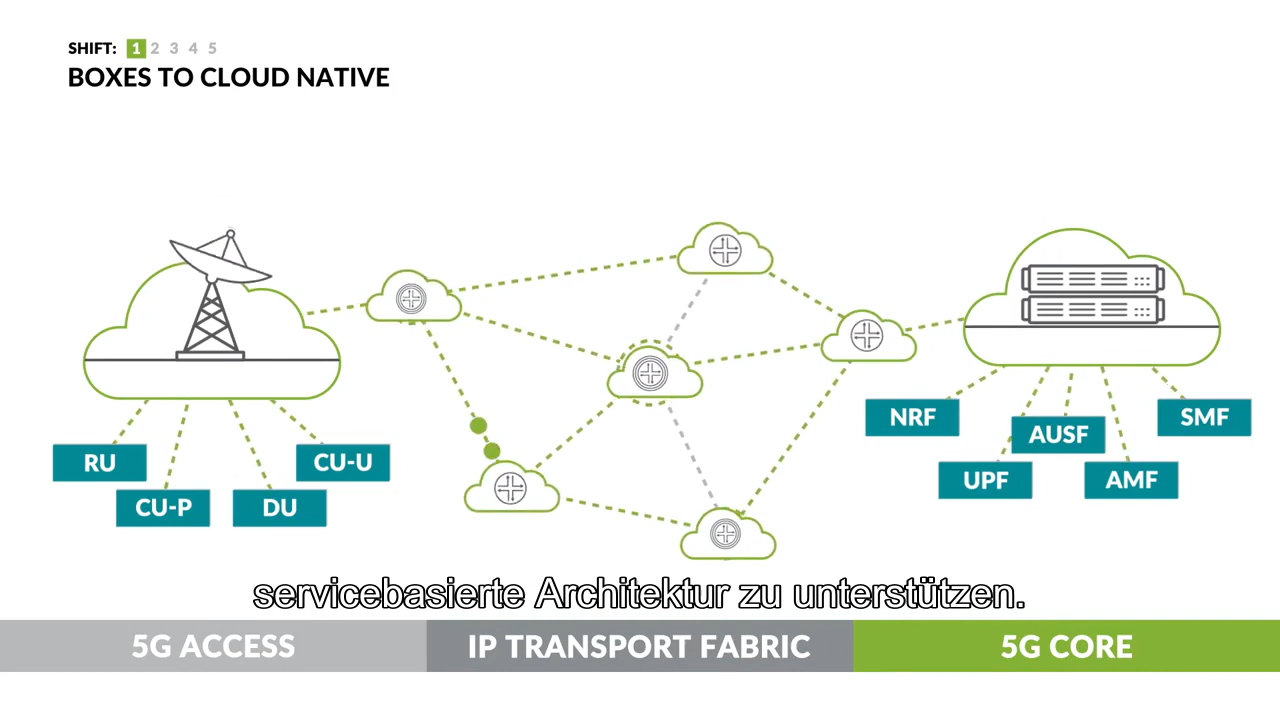 SHIFT: 1 2 3 4 5
BOXES TO CLOUD NATIVE
RU
CU-P
DU
CU-U
NRF
UPF
AUSF
AMF
SMF
servicebasierte Architektur zu unterstützen.
5G ACCESS
IP TRANSPORT FABRIC
5G CORE